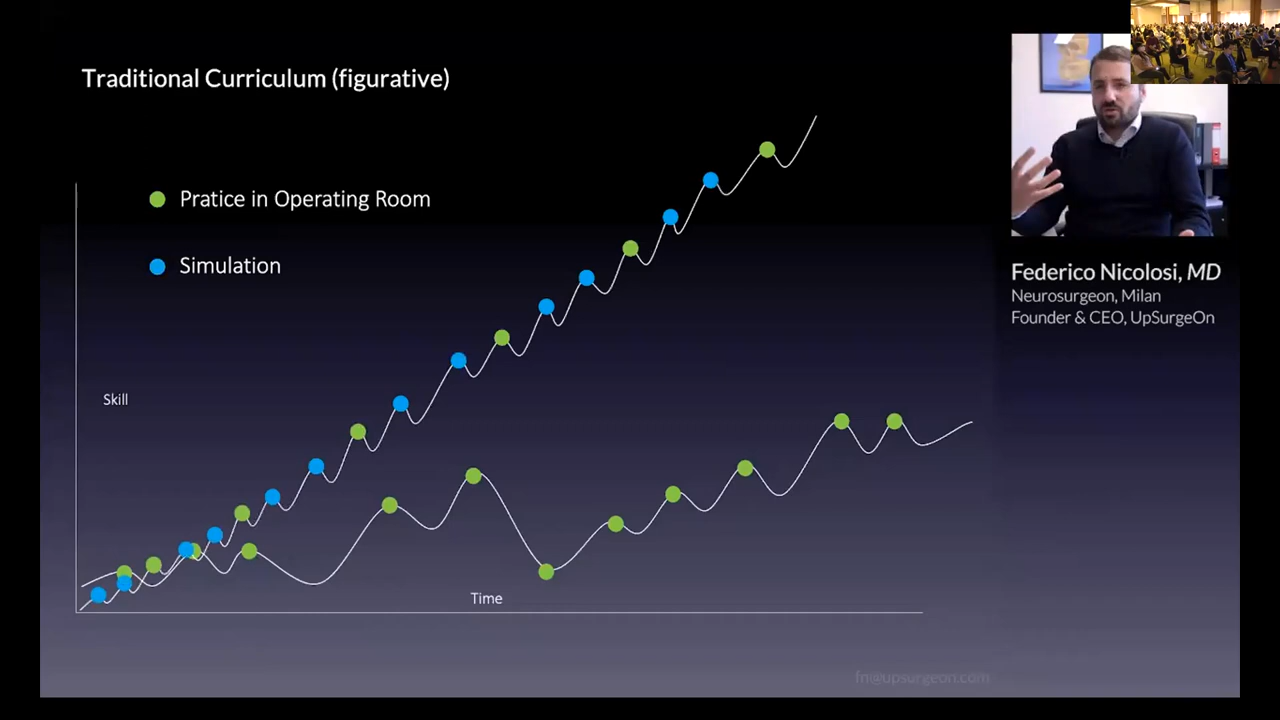 Traditional Curriculum (figurative)
Pratice in Operating Room
Simulation
Skill
Time
Federico Nicolosi, MD
Neurosurgeon, Milan
Founder & CEO, UpSurgeOn
fn@upsurgeon.com